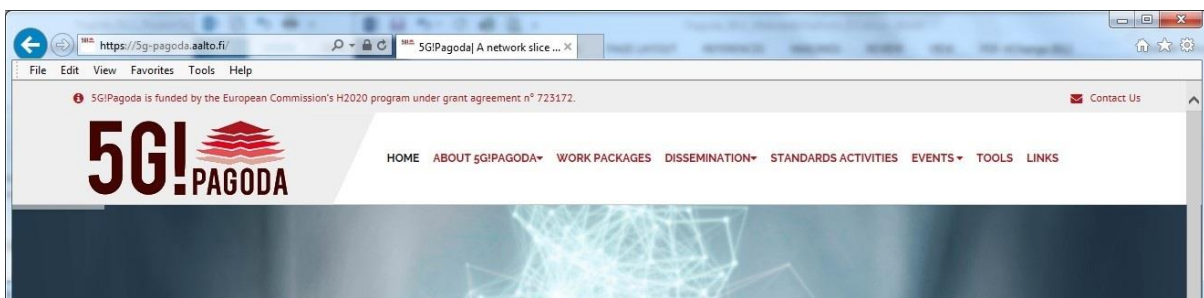 https://5g-pagoda.aalto.fi/
5G!Pagoda| A network slice ...
File Edit View Favorites Tools Help
5G!Pagoda is funded by the European Commission's H2020 program under grant agreement n° 723172.
Contact Us
5G! PAGODA
HOME ABOUT 5G!PAGODA WORK PACKAGES DISSEMINATION STANDARDS ACTIVITIES EVENTS TOOLS LINKS